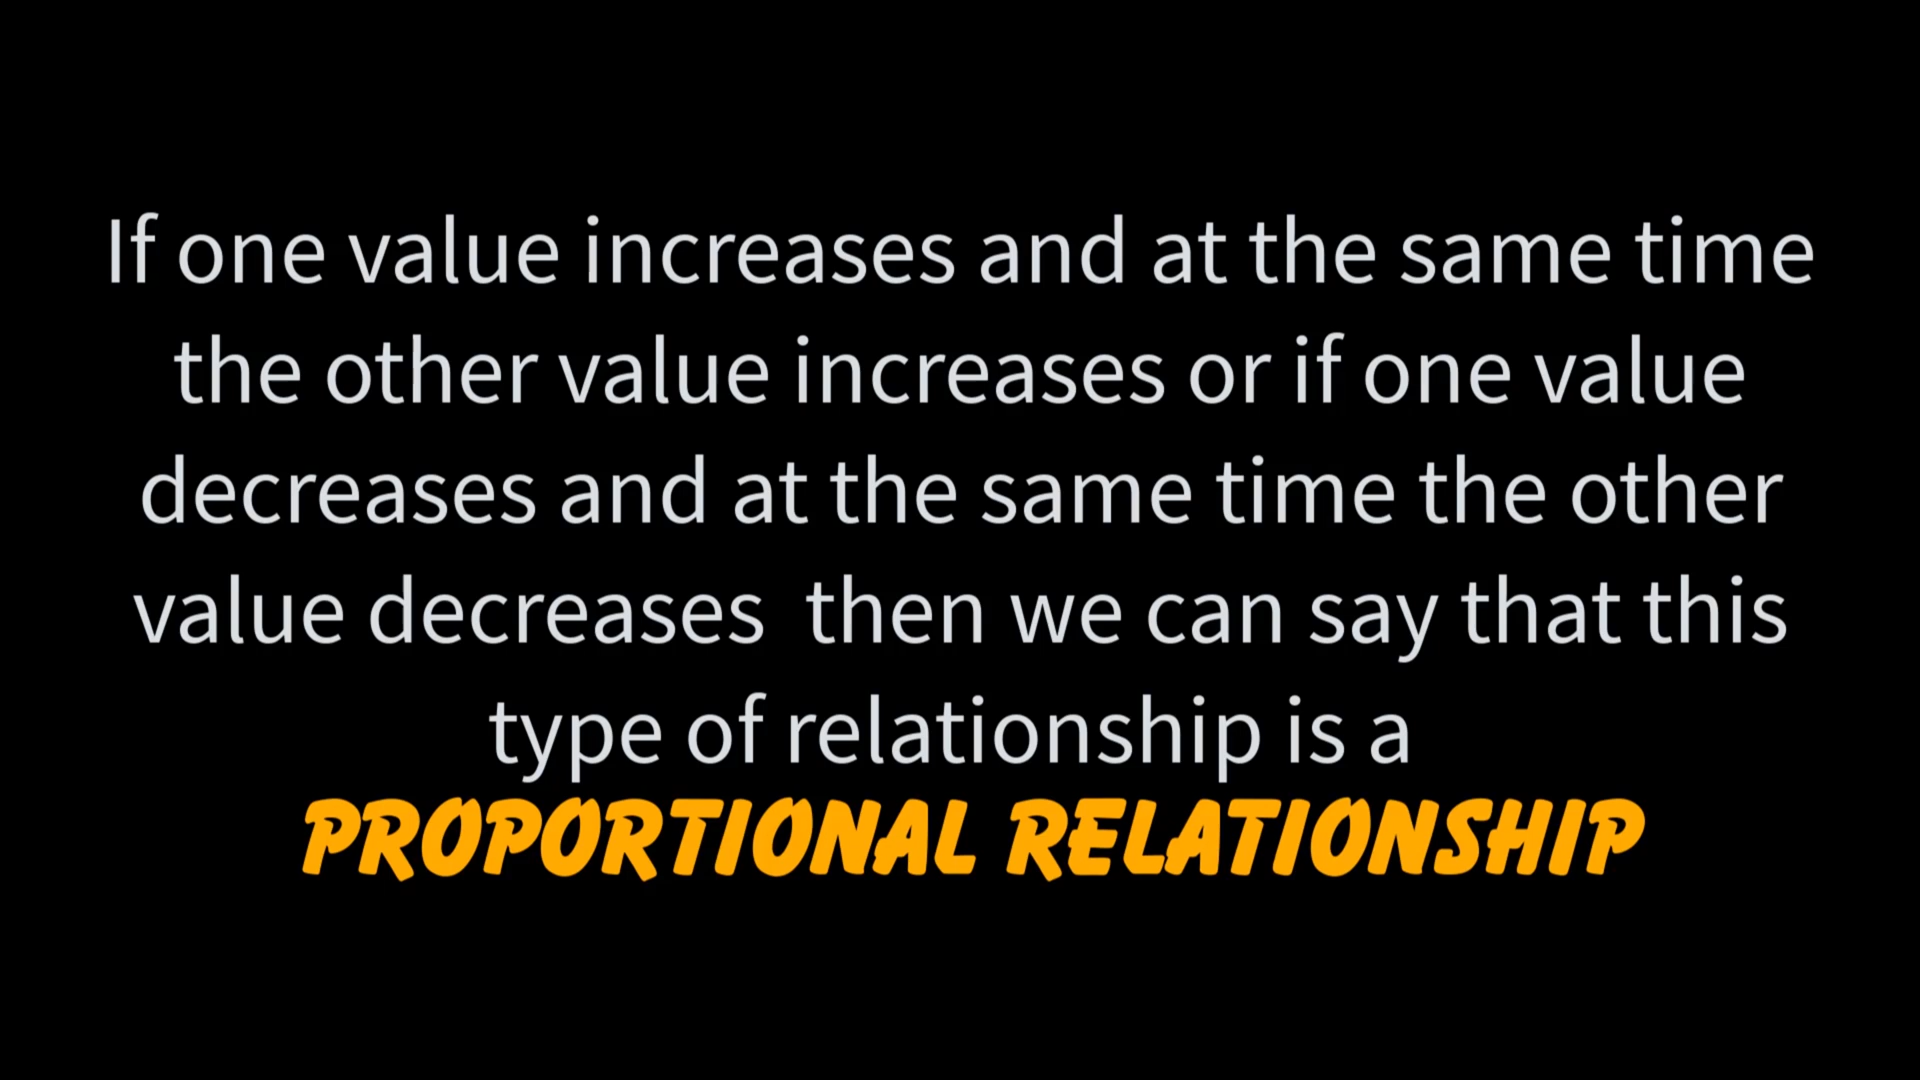 If one value increases and at the same time
the other value increases or if one value
decreases and at the same time the other
value decreases  then we can say that this
type of relationship is a
PROPORTIONAL RELATIONSHIP